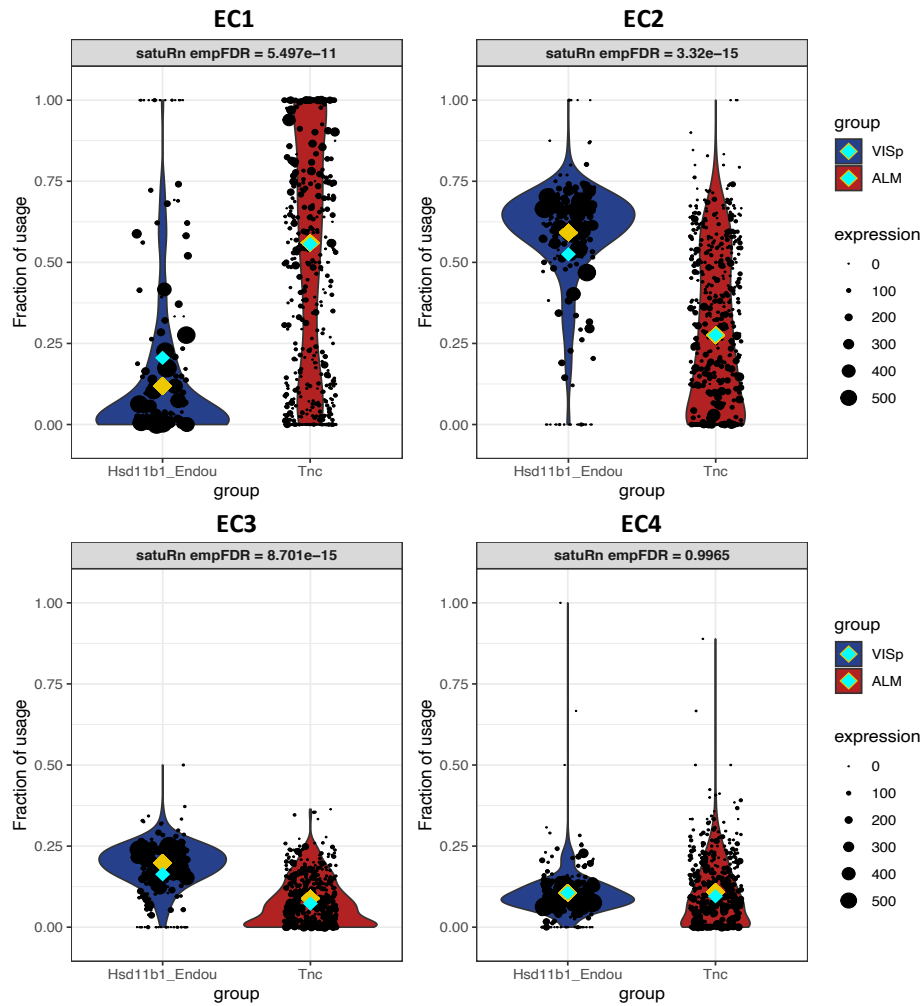 EC1
EC2
satuRn empFDR = 5.497e−11
satuRn empFDR = 3.32e−15
Fraction of usage
1.00
0.75
0.50
0.25
0.00
Hsd11b1_Endou
Tnc
group
Fraction of usage
1.00
0.75
0.50
0.25
0.00
Hsd11b1_Endou
Tnc
group
group
VISp
ALM
expression
0
100
200
300
400
500
EC3
EC4
satuRn empFDR = 8.701e−15
satuRn empFDR = 0.9965
Fraction of usage
1.00
0.75
0.50
0.25
0.00
Hsd11b1_Endou
Tnc
group
Fraction of usage
1.00
0.75
0.50
0.25
0.00
Hsd11b1_Endou
Tnc
group
group
VISp
ALM
expression
0
100
200
300
400
500